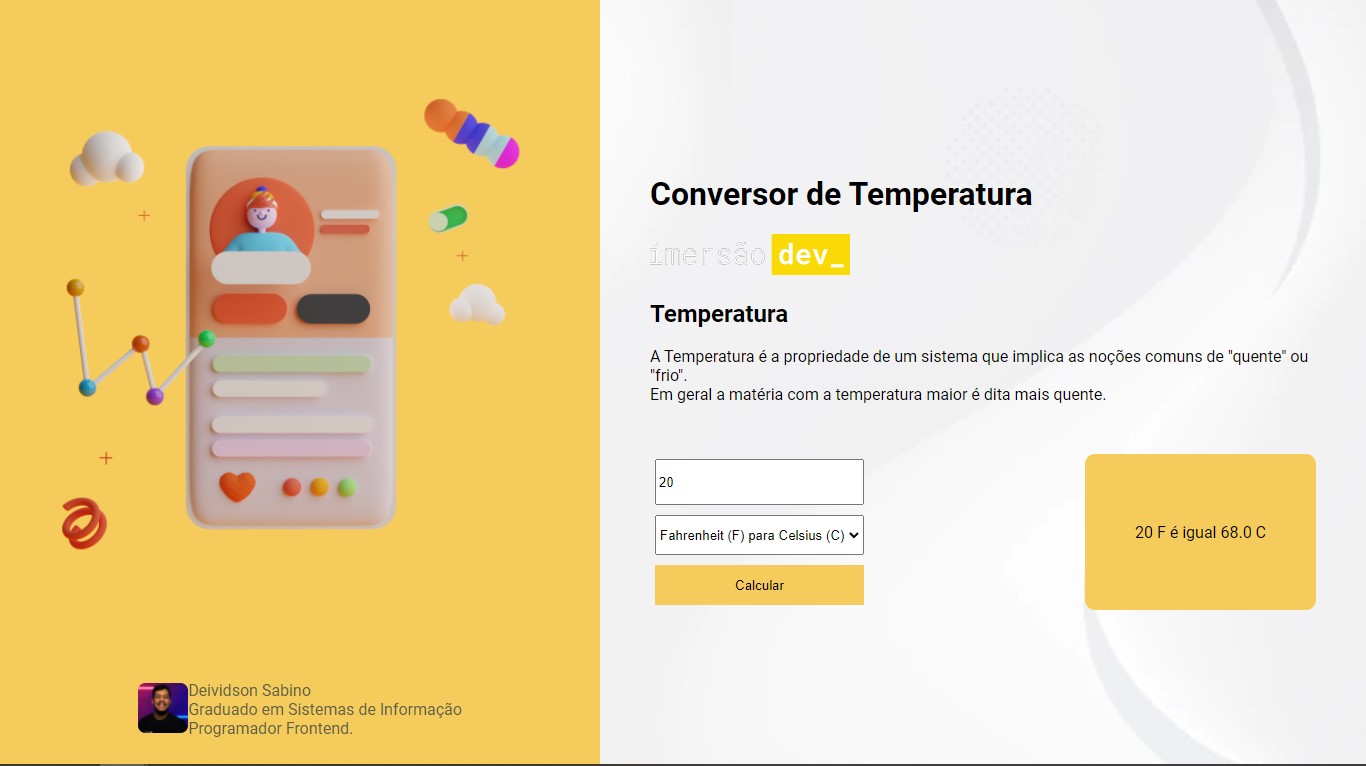 Conversor de Temperatura
imersão dev_
Temperatura
A Temperatura é a propriedade de um sistema que implica as noções comuns de "quente" ou
"frio".
Em geral a matéria com a temperatura maior é dita mais quente.
20
Fahrenheit (F) para Celsius (C)
Calcular
20 F é igual 68.0 C
Deividson Sabino
Graduado em Sistemas de Informação
Programador Frontend.